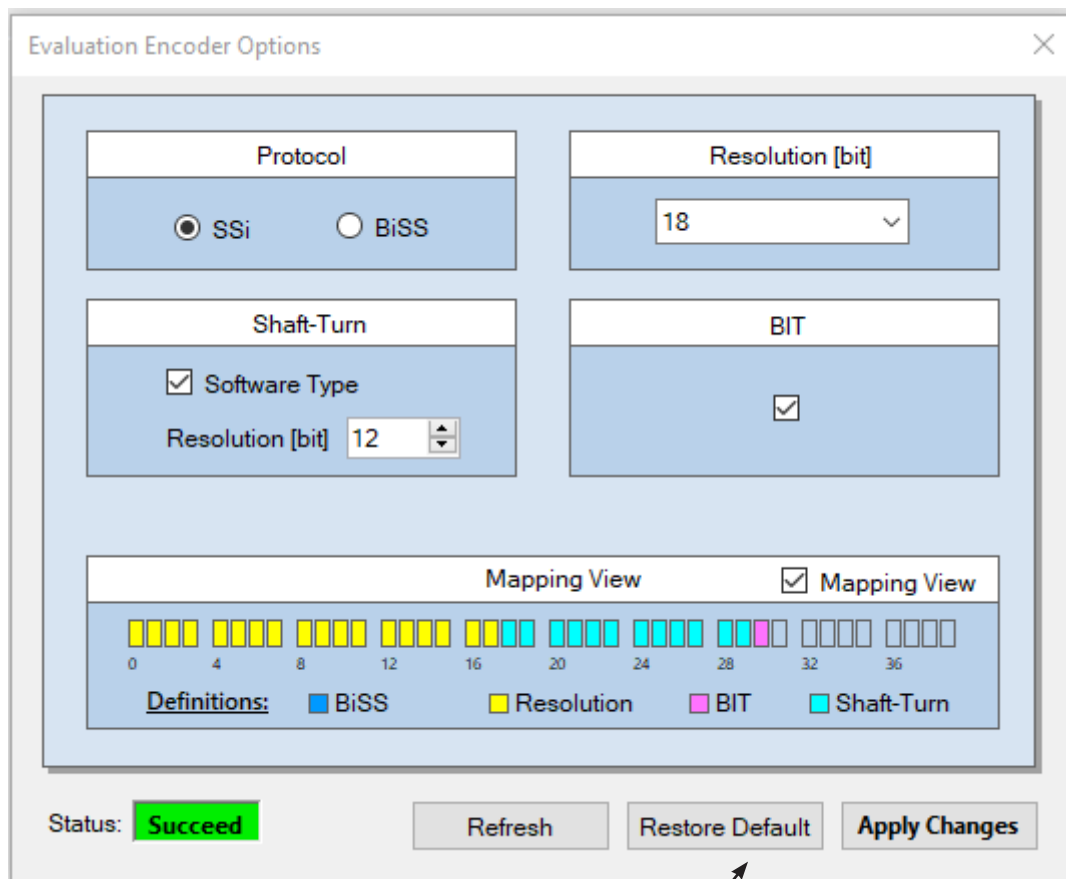 Evaluation Encoder Options
Protocol
SSi BiSS
Resolution [bit]
18
Shaft-Turn
Software Type
Resolution [bit] 12
BIT
Mapping View Mapping View
0 4 8 12 16 20 24 28 32 36
Definitions: BiSS Resolution BIT Shaft-Turn
Status: Succeed Refresh Restore Default Apply Changes